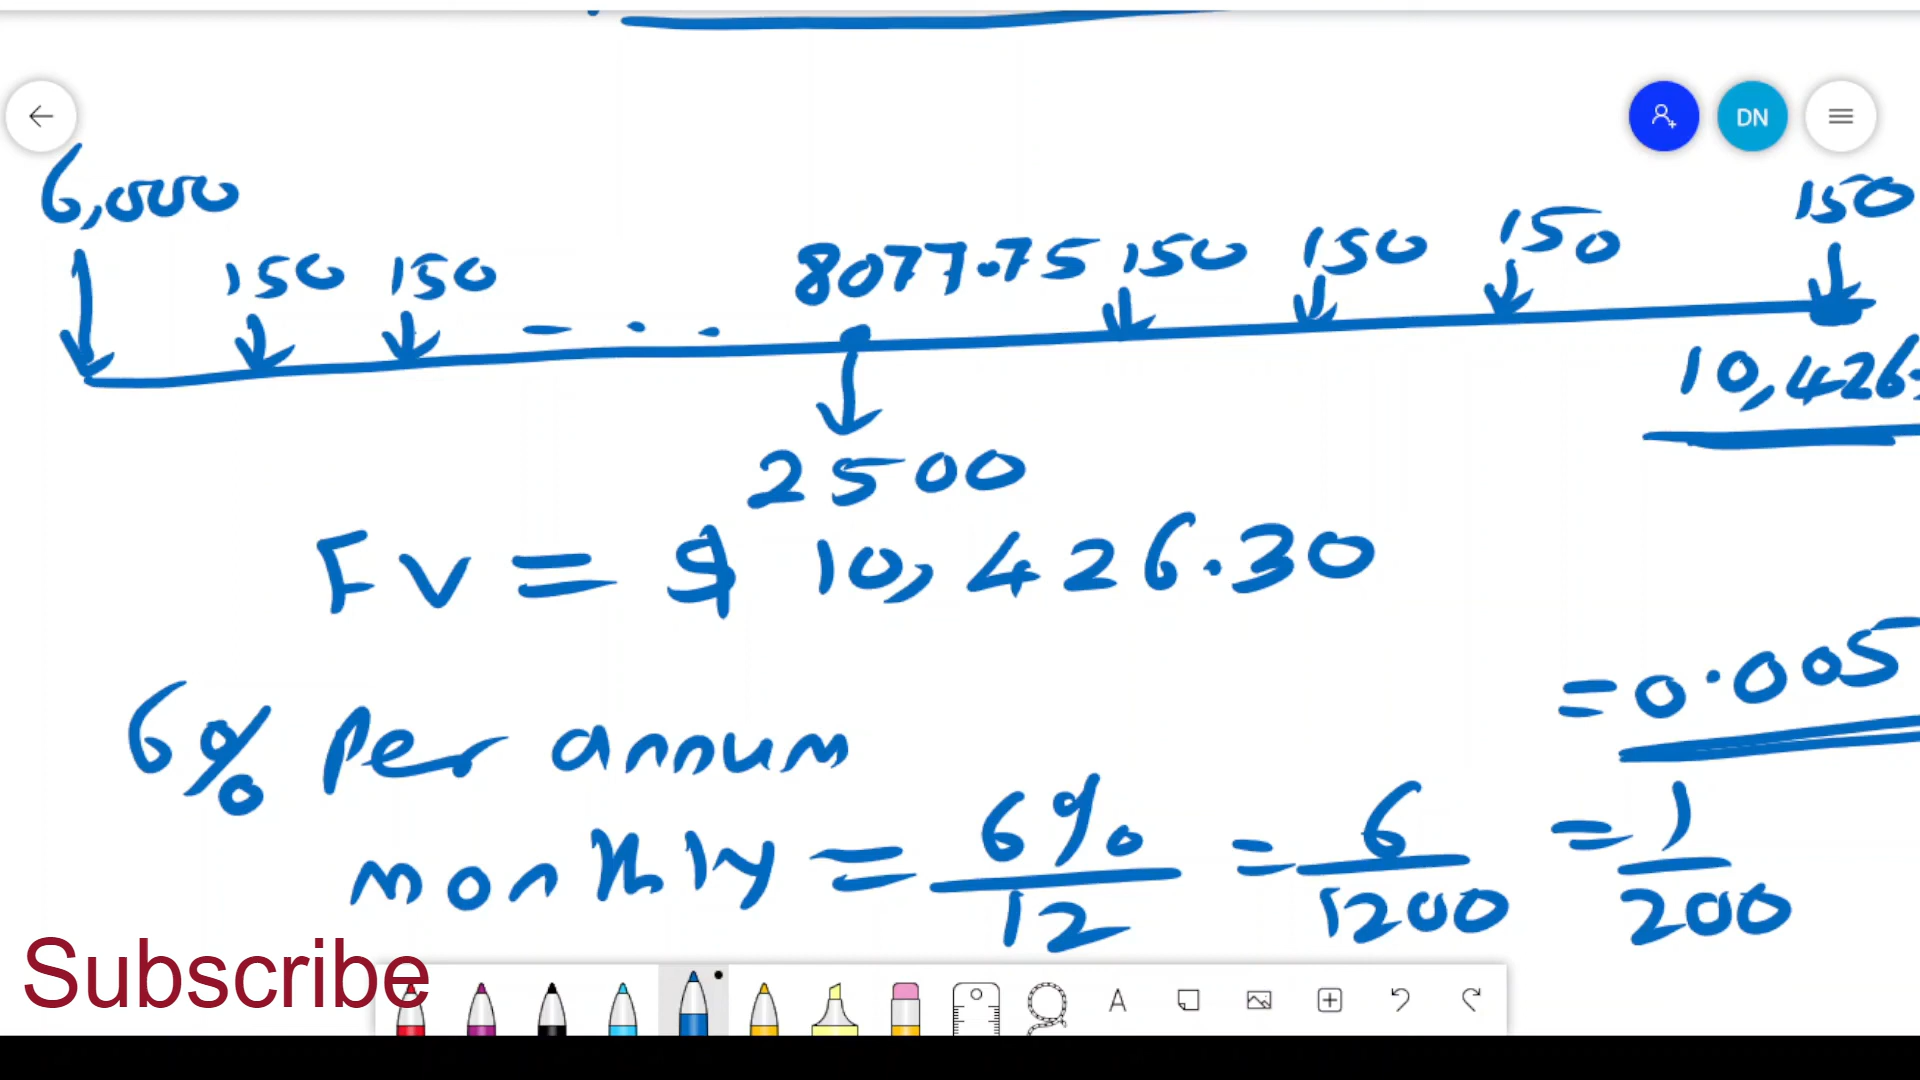 DN
6,000
150 150 - . . 8077.75 150 150 150 150
10,426.
2500
FV = $ 10,426.30
= 0.005
6% Per annum
monthly = 6% / 12 = 6 / 1200 = 1 / 200
Subscribe
A